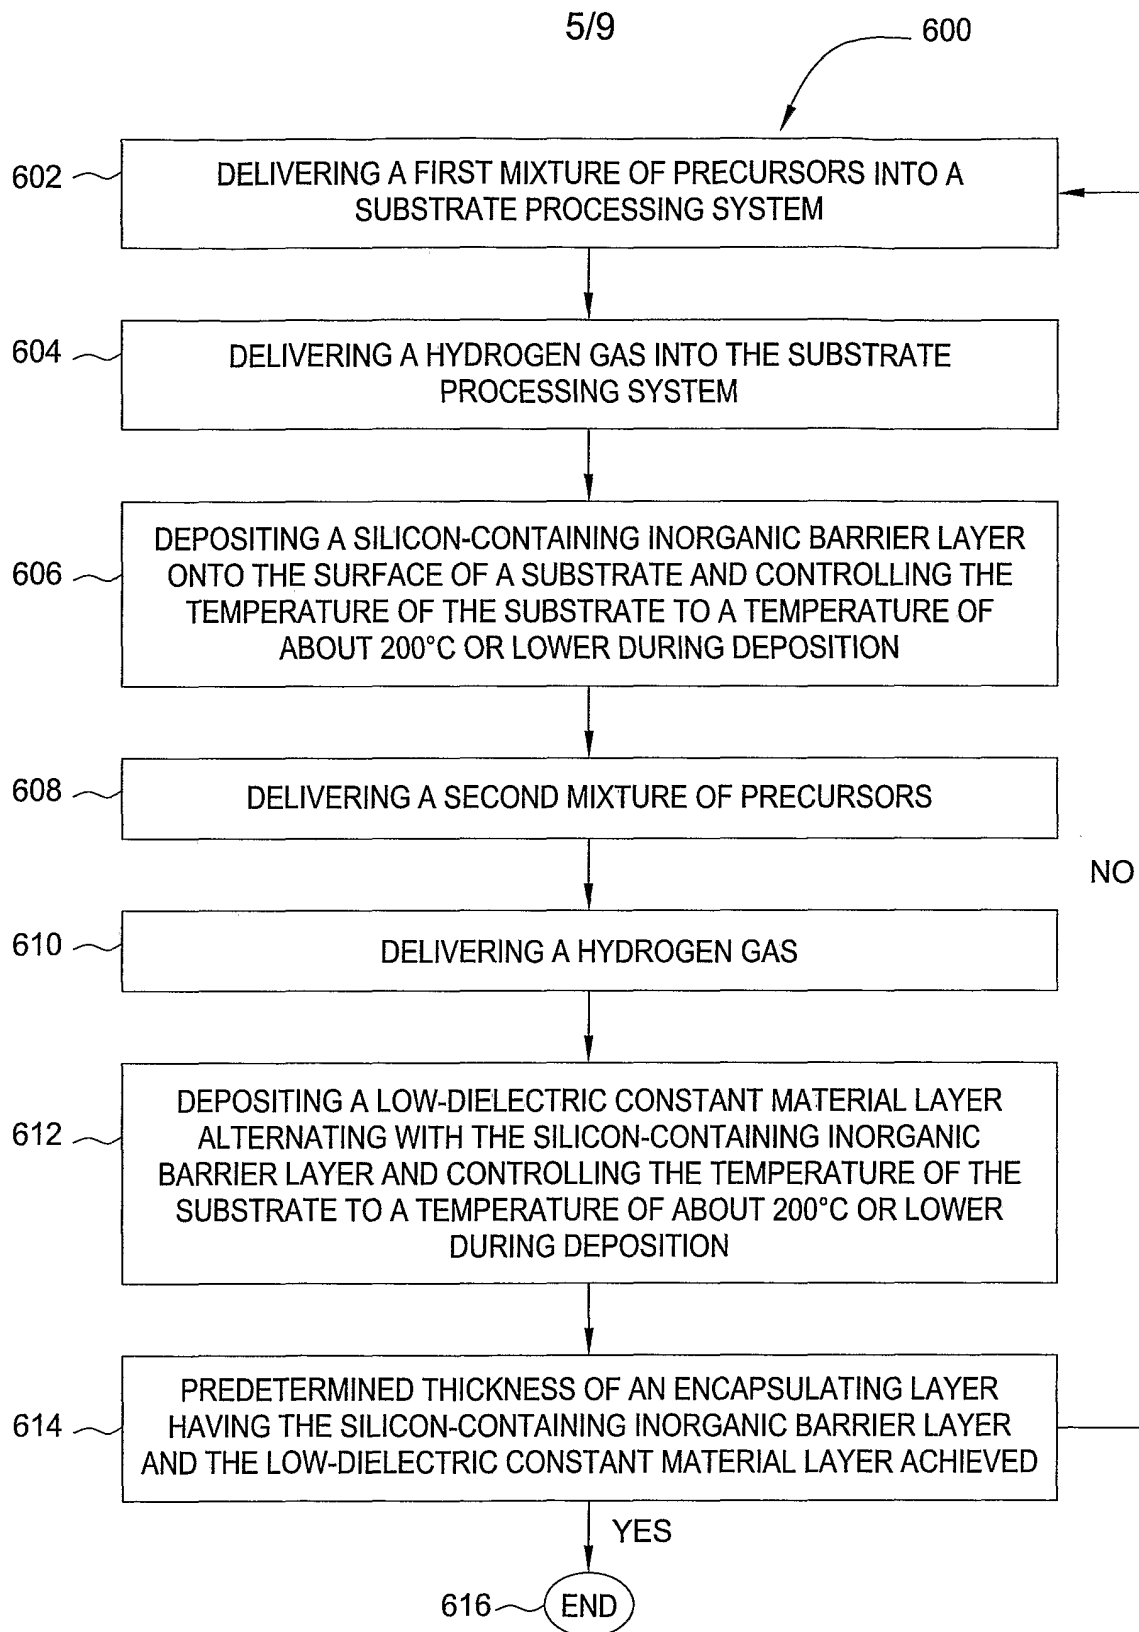 5/9
600
602
DELIVERING A FIRST MIXTURE OF PRECURSORS INTO A
SUBSTRATE PROCESSING SYSTEM
604
DELIVERING A HYDROGEN GAS INTO THE SUBSTRATE
PROCESSING SYSTEM
606
DEPOSITING A SILICON-CONTAINING INORGANIC BARRIER LAYER
ONTO THE SURFACE OF A SUBSTRATE AND CONTROLLING THE
TEMPERATURE OF THE SUBSTRATE TO A TEMPERATURE OF
ABOUT 200°C OR LOWER DURING DEPOSITION
608
DELIVERING A SECOND MIXTURE OF PRECURSORS
NO
610
DELIVERING A HYDROGEN GAS
612
DEPOSITING A LOW-DIELECTRIC CONSTANT MATERIAL LAYER
ALTERNATING WITH THE SILICON-CONTAINING INORGANIC
BARRIER LAYER AND CONTROLLING THE TEMPERATURE OF THE
SUBSTRATE TO A TEMPERATURE OF ABOUT 200°C OR LOWER
DURING DEPOSITION
614
PREDETERMINED THICKNESS OF AN ENCAPSULATING LAYER
HAVING THE SILICON-CONTAINING INORGANIC BARRIER LAYER
AND THE LOW-DIELECTRIC CONSTANT MATERIAL LAYER ACHIEVED
YES
616
END